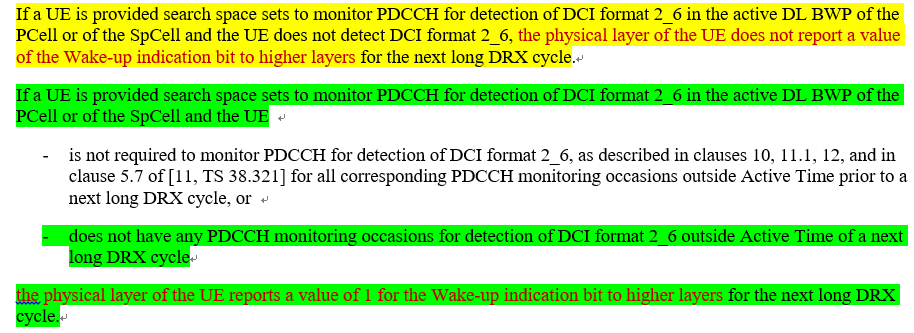 If a UE is provided search space sets to monitor PDCCH for detection of DCI format 2_6 in the active DL BWP of the
PCell or of the SpCell and the UE does not detect DCI format 2_6, the physical layer of the UE does not report a value
of the Wake-up indication bit to higher layers for the next long DRX cycle.
If a UE is provided search space sets to monitor PDCCH for detection of DCI format 2_6 in the active DL BWP of the
PCell or of the SpCell and the UE
- is not required to monitor PDCCH for detection of DCI format 2_6, as described in clauses 10, 11.1, 12, and in
clause 5.7 of [11, TS 38.321] for all corresponding PDCCH monitoring occasions outside Active Time prior to a
next long DRX cycle, or
- does not have any PDCCH monitoring occasions for detection of DCI format 2_6 outside Active Time of a next
long DRX cycle
the physical layer of the UE reports a value of 1 for the Wake-up indication bit to higher layers for the next long DRX
cycle.